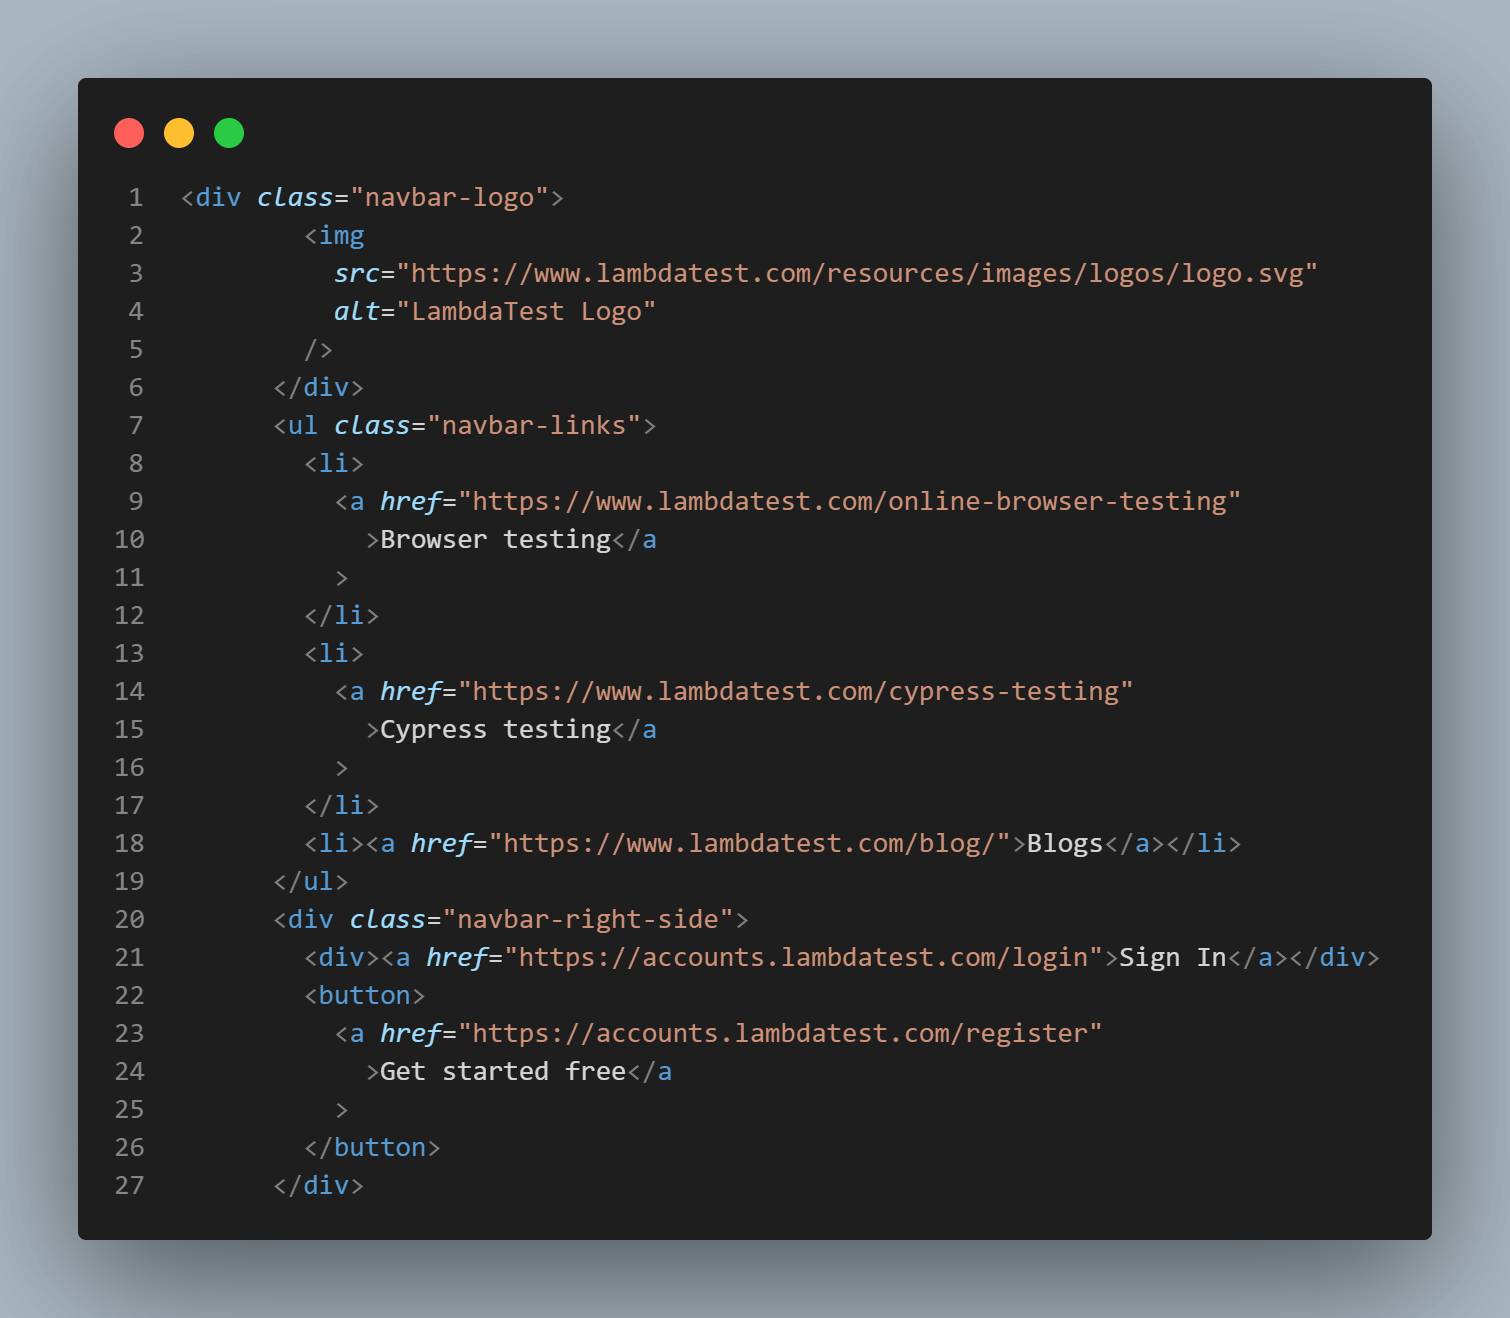 1 <div class="navbar-logo">
2         <img
3           src="https://www.lambdatest.com/resources/images/logos/logo.svg"
4           alt="LambdaTest Logo"
5         />
6       </div>
7       <ul class="navbar-links">
8         <li>
9           <a href="https://www.lambdatest.com/online-browser-testing"
10             >Browser testing</a
11           >
12         </li>
13         <li>
14           <a href="https://www.lambdatest.com/cypress-testing"
15             >Cypress testing</a
16           >
17         </li>
18         <li><a href="https://www.lambdatest.com/blog/">Blogs</a></li>
19       </ul>
20       <div class="navbar-right-side">
21         <div><a href="https://accounts.lambdatest.com/login">Sign In</a></div>
22         <button>
23           <a href="https://accounts.lambdatest.com/register"
24             >Get started free</a
25           >
26         </button>
27       </div>